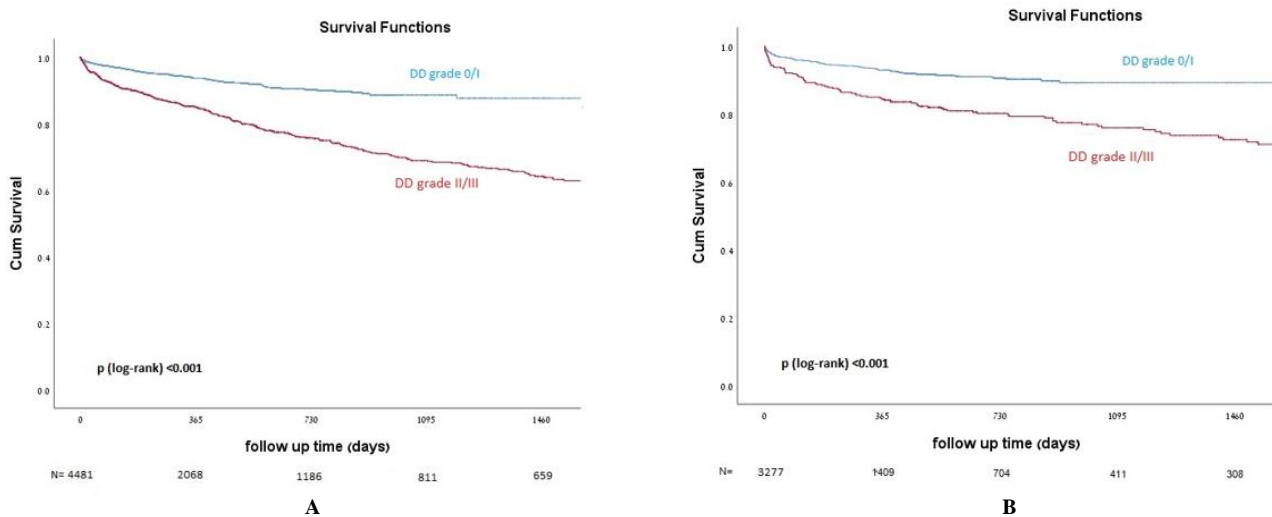 Survival Functions
1.0
0.8
0.6
0.4
0.2
0.0
Cum Survival
DD grade 0/I
DD grade II/III
p (log-rank) <0.001
0 365 730 1095 1460
follow up time (days)
N= 4481 2068 1186 811 659
A
Survival Functions
1.0
0.8
0.6
0.4
0.2
0.0
Cum Survival
DD grade 0/I
DD grade II/III
p (log-rank) <0.001
0 365 730 1095 1460
follow up time (days)
N= 3277 1409 704 411 308
B